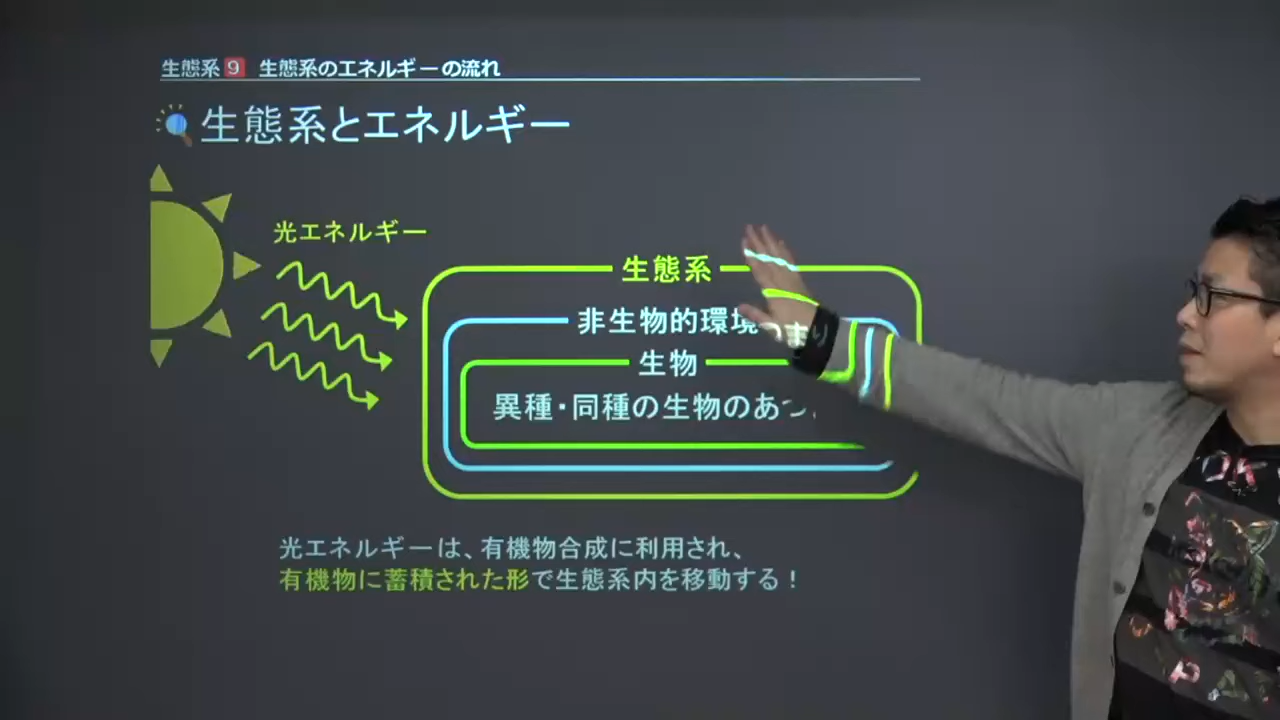 生態系 9 生態系のエネルギーの流れ
生態系とエネルギー
光エネルギー
生態系
非生物的環境
生物
異種・同種の生物のあつ
光エネルギーは、有機物合成に利用され、
有機物に蓄積された形で生態系内を移動する！